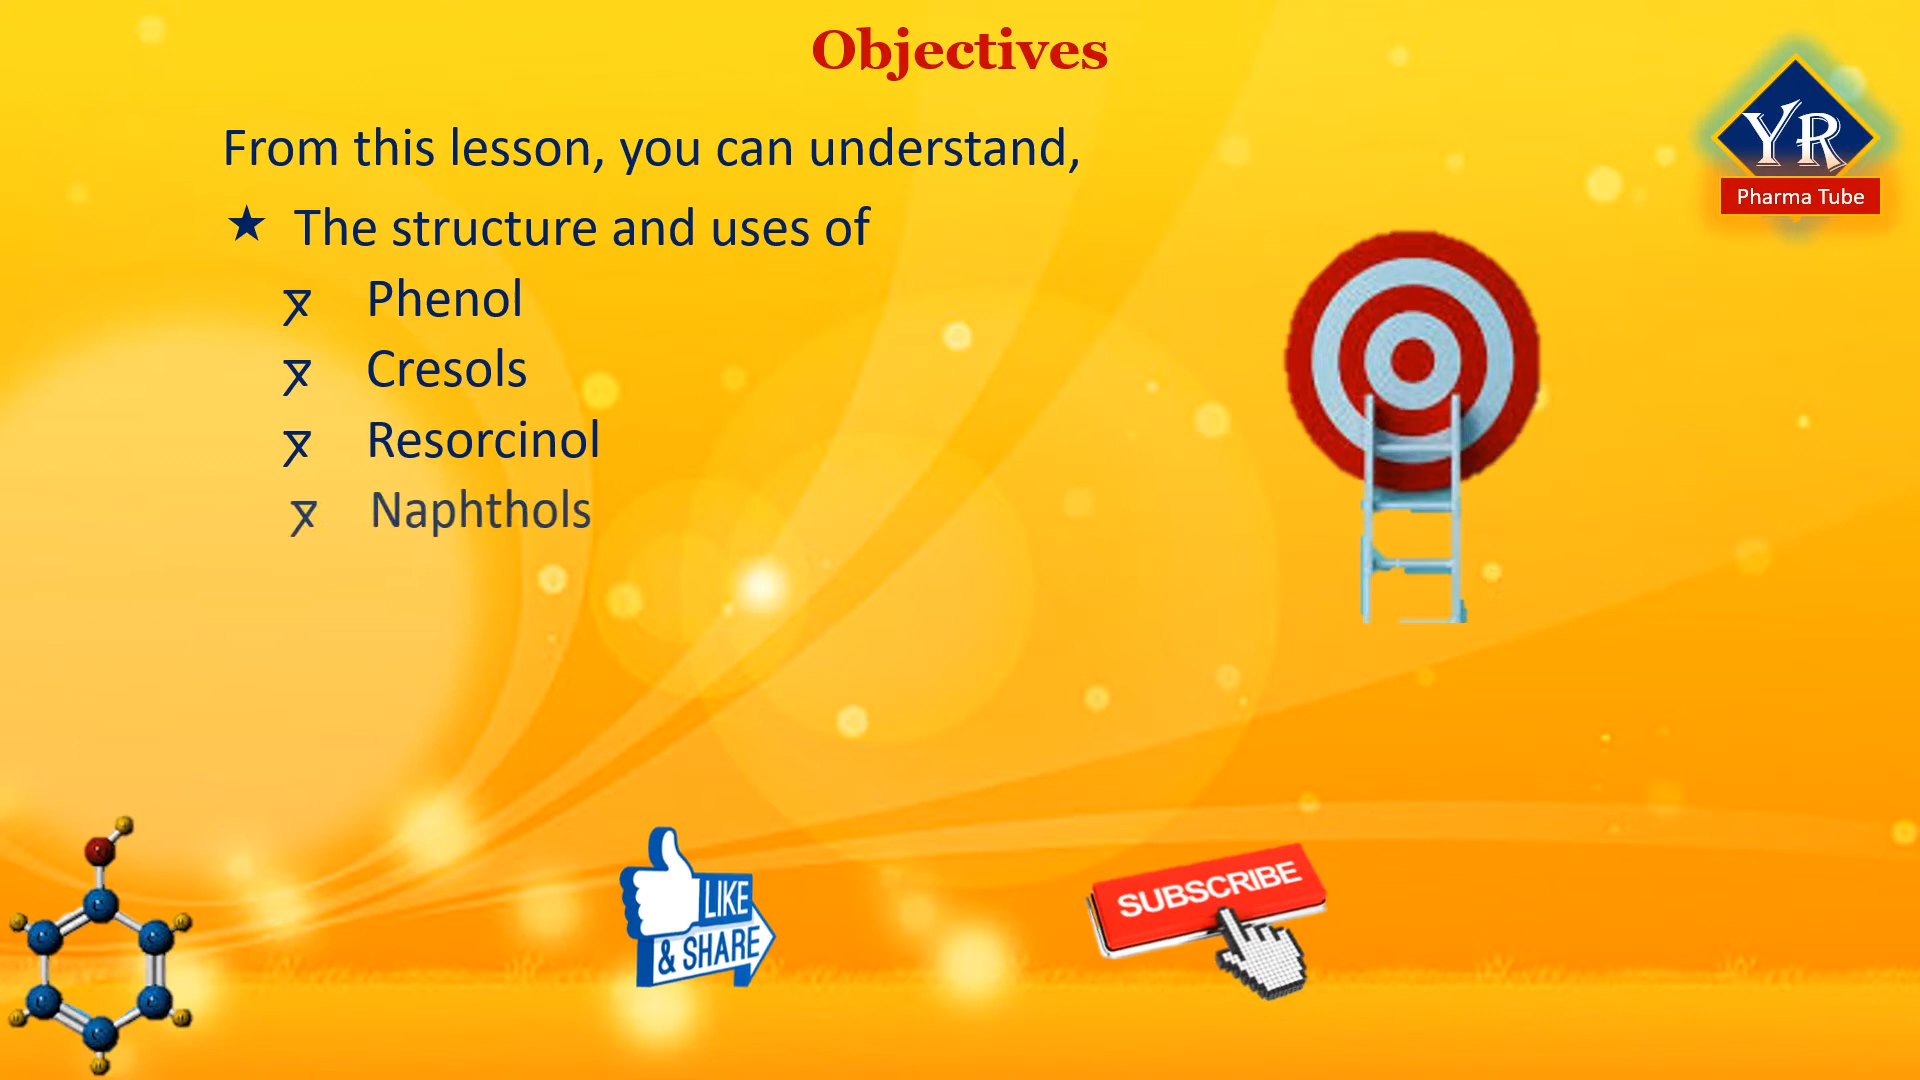 Objectives
From this lesson, you can understand,
★ The structure and uses of
Phenol
Cresols
Resorcinol
Naphthols
YR
Pharma Tube
LIKE
& SHARE
SUBSCRIBE